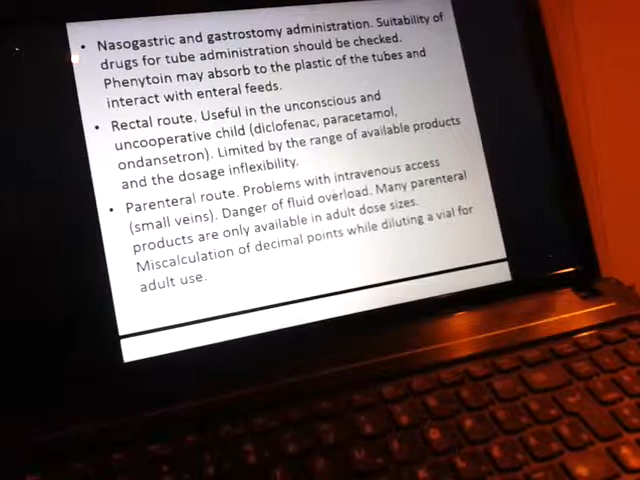 • Nasogastric and gastrostomy administration. Suitability of
drugs for tube administration should be checked.
Phenytoin may absorb to the plastic of the tubes and
interact with enteral feeds.
• Rectal route. Useful in the unconscious and
uncooperative child (diclofenac, paracetamol,
ondansetron). Limited by the range of available products
and the dosage inflexibility.
• Parenteral route. Problems with intravenous access
(small veins). Danger of fluid overload. Many parenteral
products are only available in adult dose sizes.
Miscalculation of decimal points while diluting a vial for
adult use.